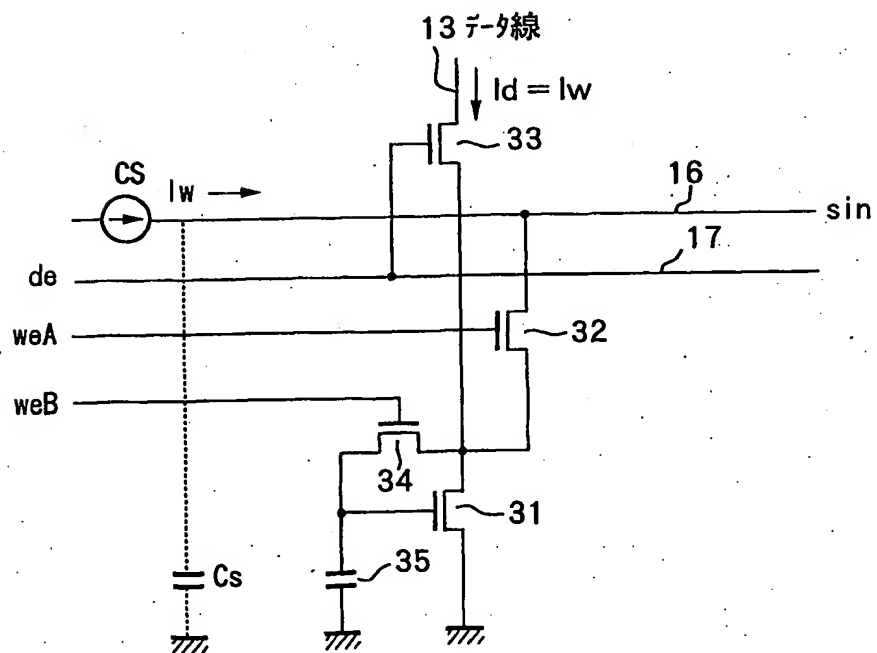 13 データ線
Id = Iw
33
CS
Iw
16
sin
17
de
32
weA
weB
34
31
35
Cs